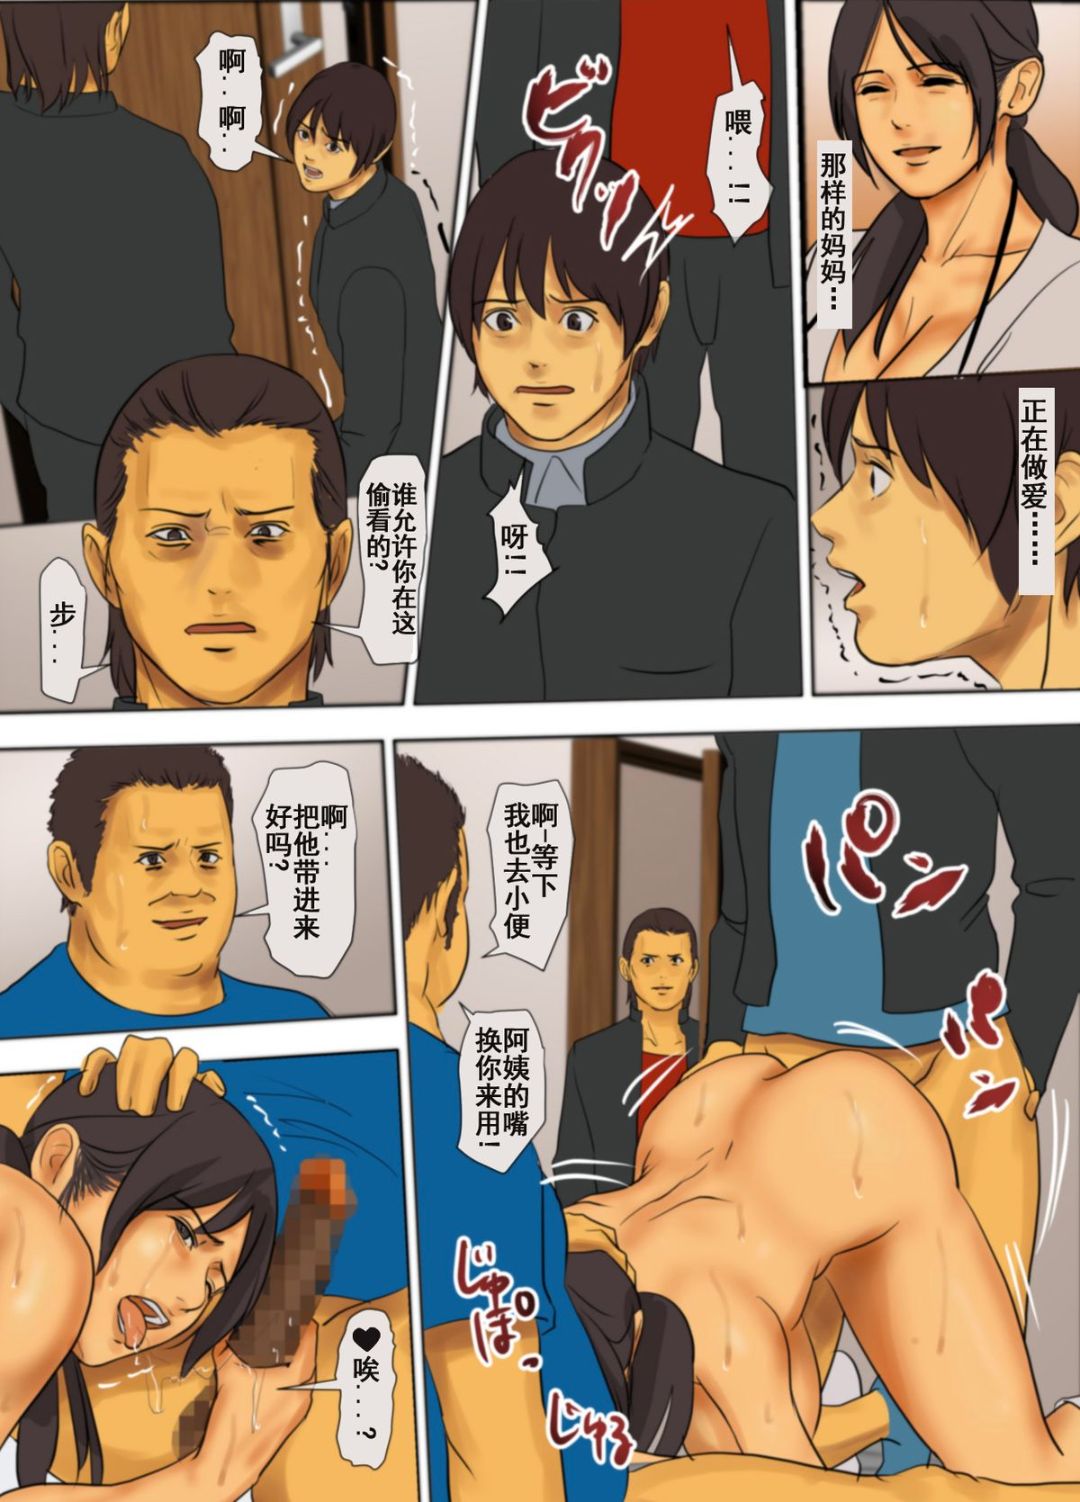 那样的妈妈…
正在做爱……
喂…!!
ビクッッ
呀!!
啊…啊…
谁允许你在这
偷看的?
步…
啊-等下
我也去小便
阿姨的嘴
换你来用!
パン
パン
じゅぽ
じゅる
啊…
把他带进来
好吗?
♥
唉…?